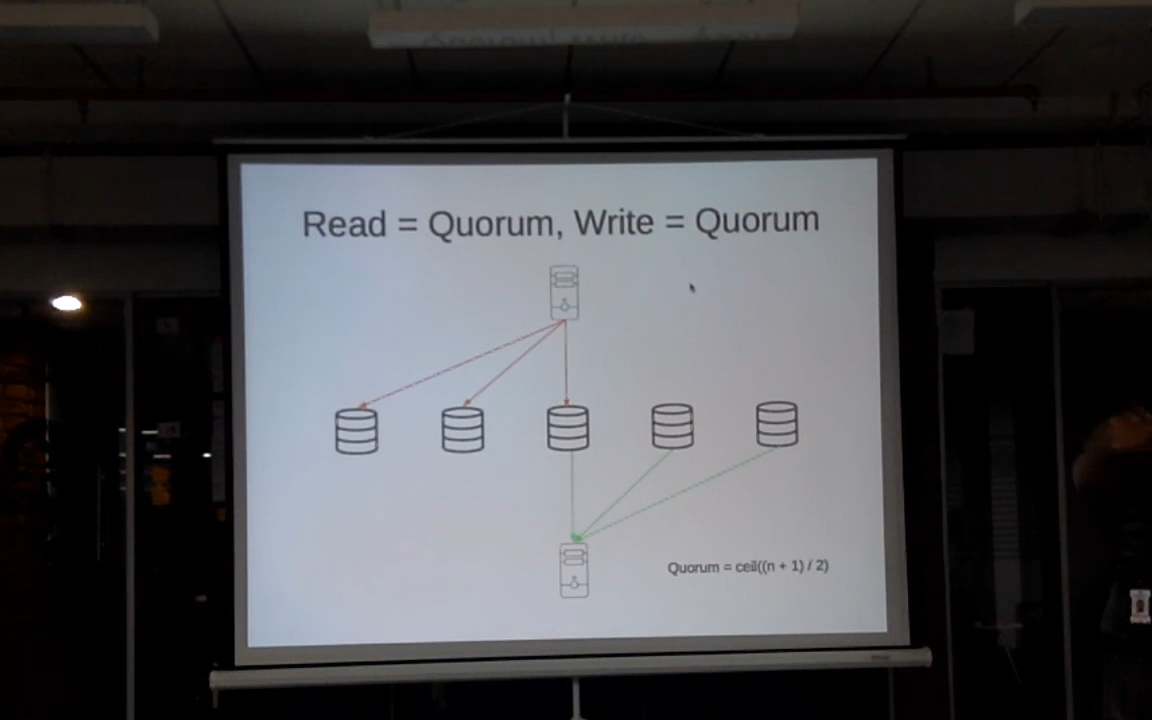 Read = Quorum, Write = Quorum
Quorum = ceil((n + 1) / 2)